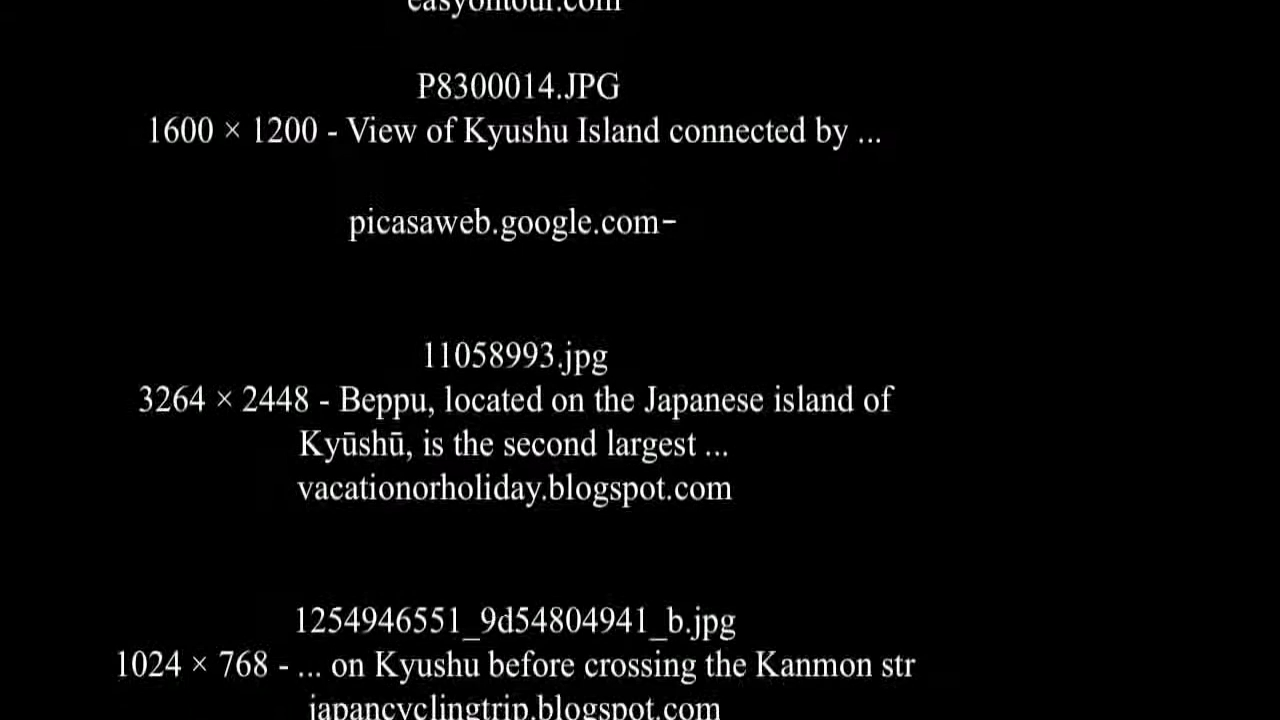 easyontour.com
P8300014.JPG
1600 × 1200 - View of Kyushu Island connected by ...
picasaweb.google.com-
11058993.jpg
3264 × 2448 - Beppu, located on the Japanese island of
Kyūshū, is the second largest ...
vacationorholiday.blogspot.com
1254946551_9d54804941_b.jpg
1024 × 768 - ... on Kyushu before crossing the Kanmon str
japancyclingtrip.blogspot.com